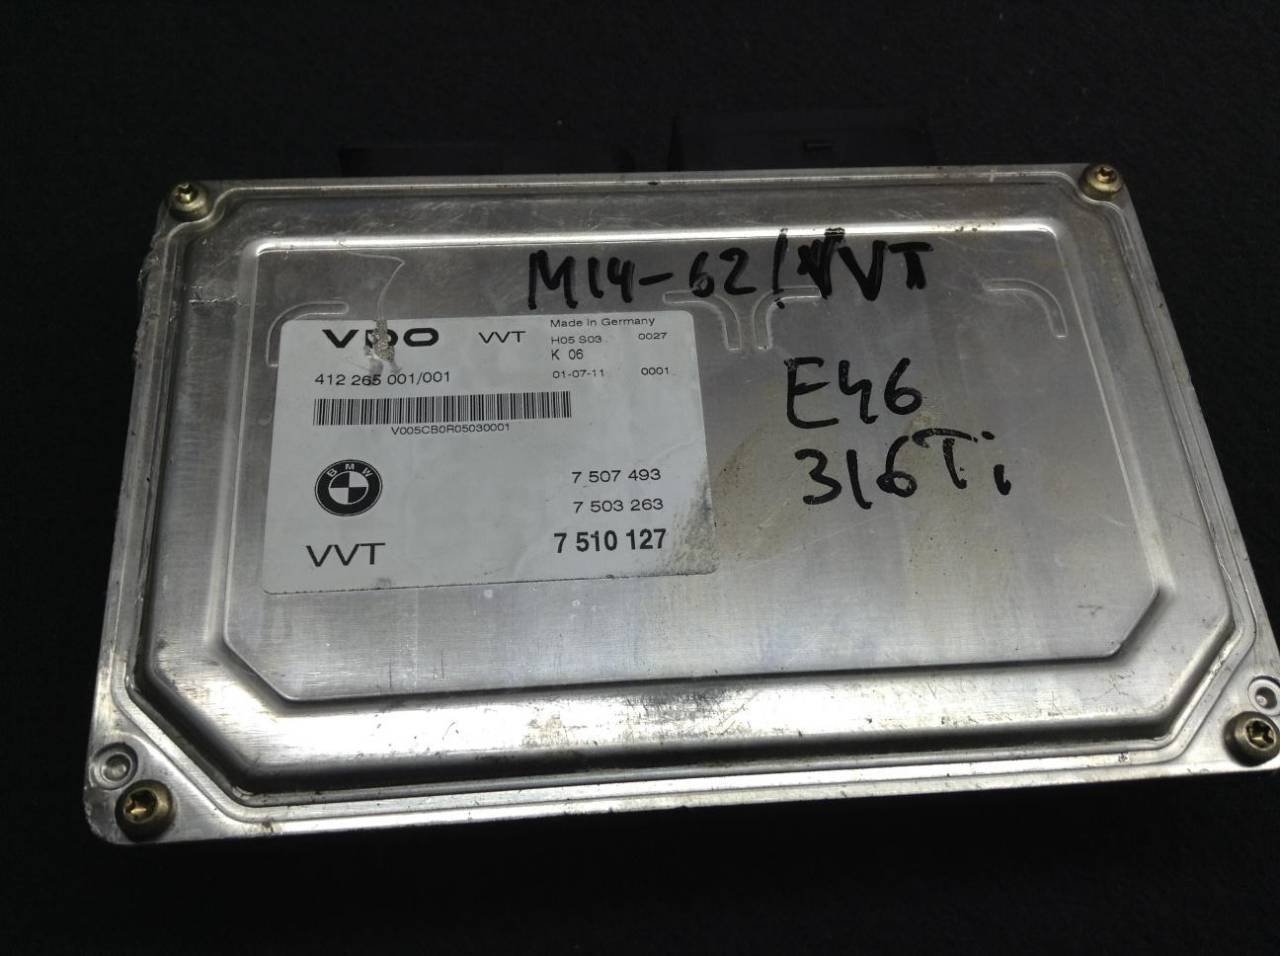 M14-62/VVT
VDO VVT Made in Germany
H05 S03 0027
K 06
412 265 001/001 01-07-11 0001
V005CB0R05030001
E46
316Ti
BMW
7 507 493
7 503 263
VVT 7 510 127